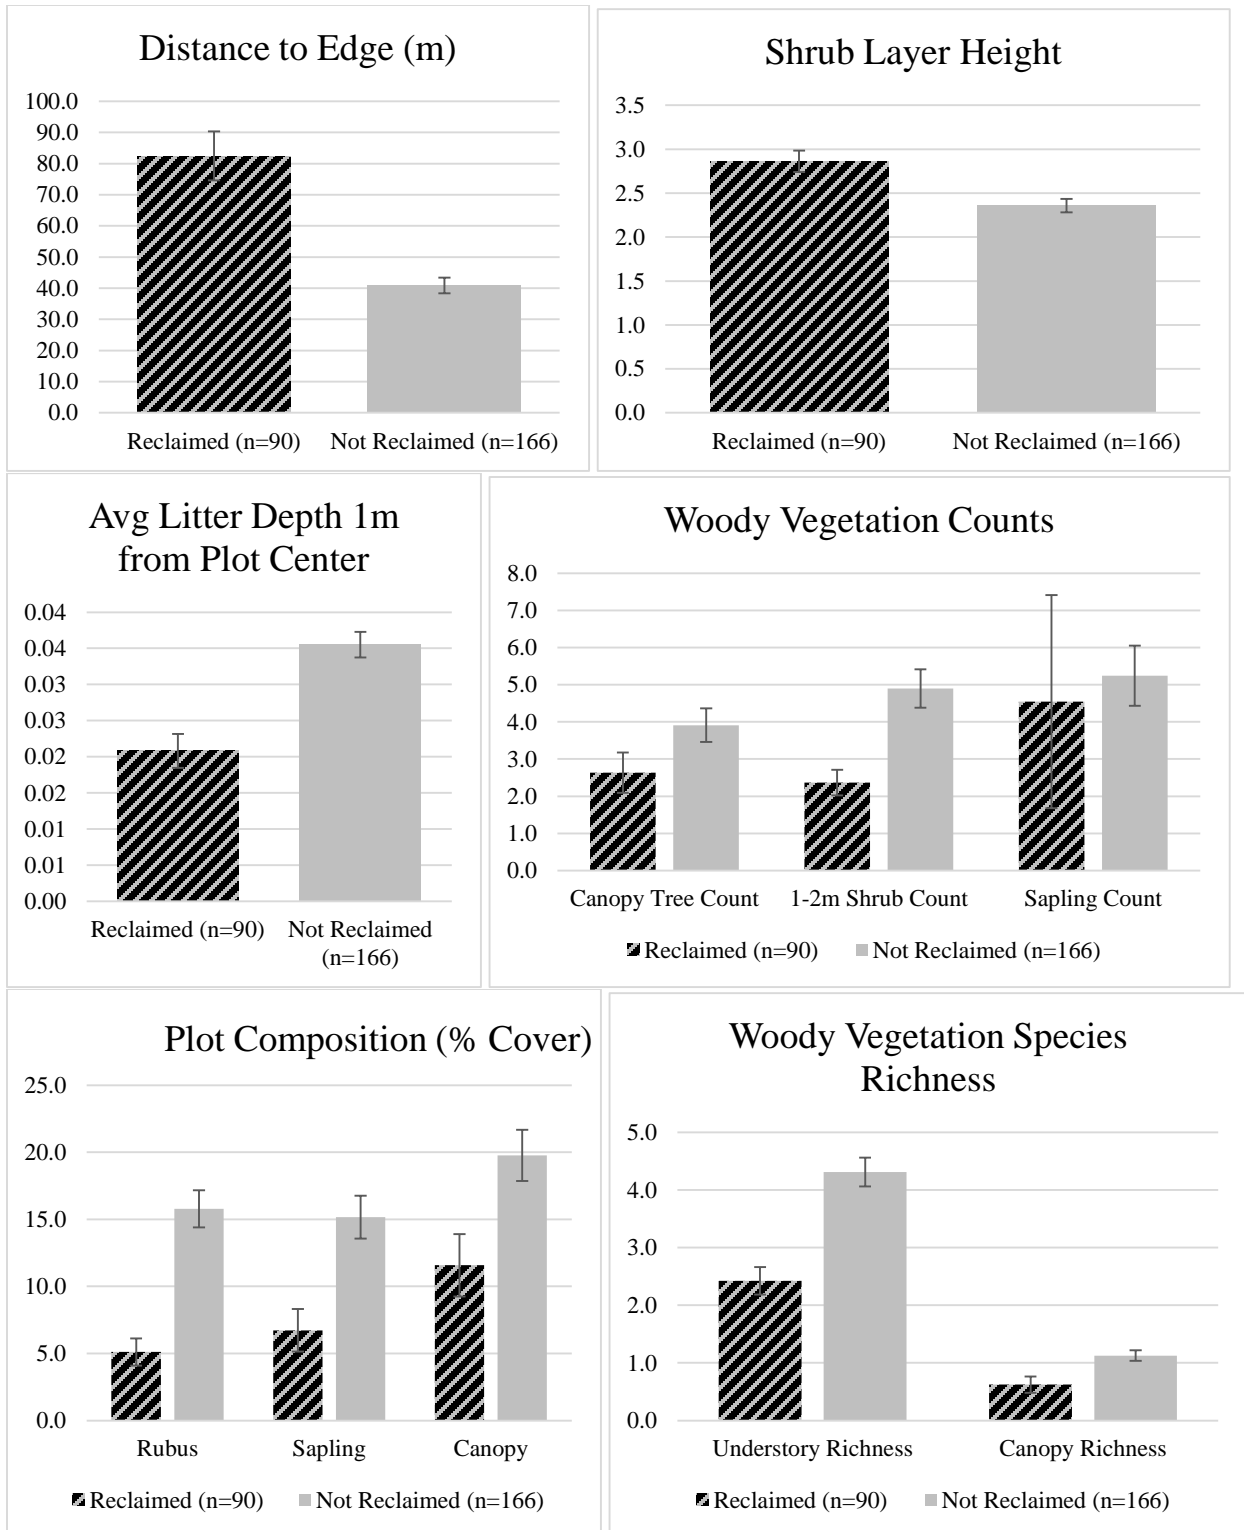 Distance to Edge (m)
100.0
90.0
80.0
70.0
60.0
50.0
40.0
30.0
20.0
10.0
0.0
Reclaimed (n=90)
Not Reclaimed (n=166)
Shrub Layer Height
3.5
3.0
2.5
2.0
1.5
1.0
0.5
0.0
Reclaimed (n=90)
Not Reclaimed (n=166)
Avg Litter Depth 1m
from Plot Center
0.04
0.04
0.03
0.03
0.02
0.02
0.01
0.01
0.00
Reclaimed (n=90)
Not Reclaimed
(n=166)
Woody Vegetation Counts
8.0
7.0
6.0
5.0
4.0
3.0
2.0
1.0
0.0
Canopy Tree Count
1-2m Shrub Count
Sapling Count
Reclaimed (n=90)
Not Reclaimed (n=166)
Plot Composition (% Cover)
25.0
20.0
15.0
10.0
5.0
0.0
Rubus
Sapling
Canopy
Reclaimed (n=90)
Not Reclaimed (n=166)
Woody Vegetation Species
Richness
5.0
4.0
3.0
2.0
1.0
0.0
Understory Richness
Canopy Richness
Reclaimed (n=90)
Not Reclaimed (n=166)